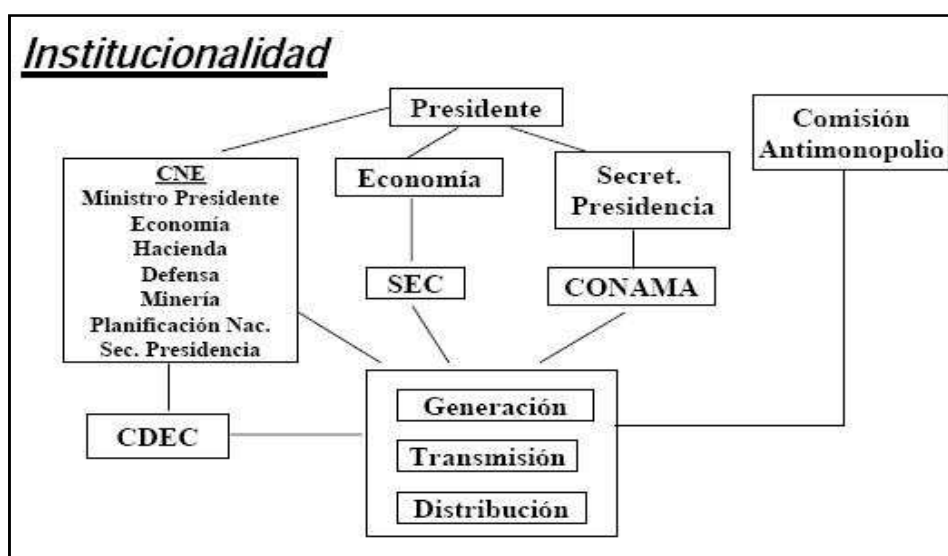 Institucionalidad
Presidente
Comisión
Antimonopolio
CNE
Ministro Presidente
Economía
Hacienda
Defensa
Minería
Planificación Nac.
Sec. Presidencia
Economía
Secret.
Presidencia
SEC
CONAMA
CDEC
Generación
Transmisión
Distribución